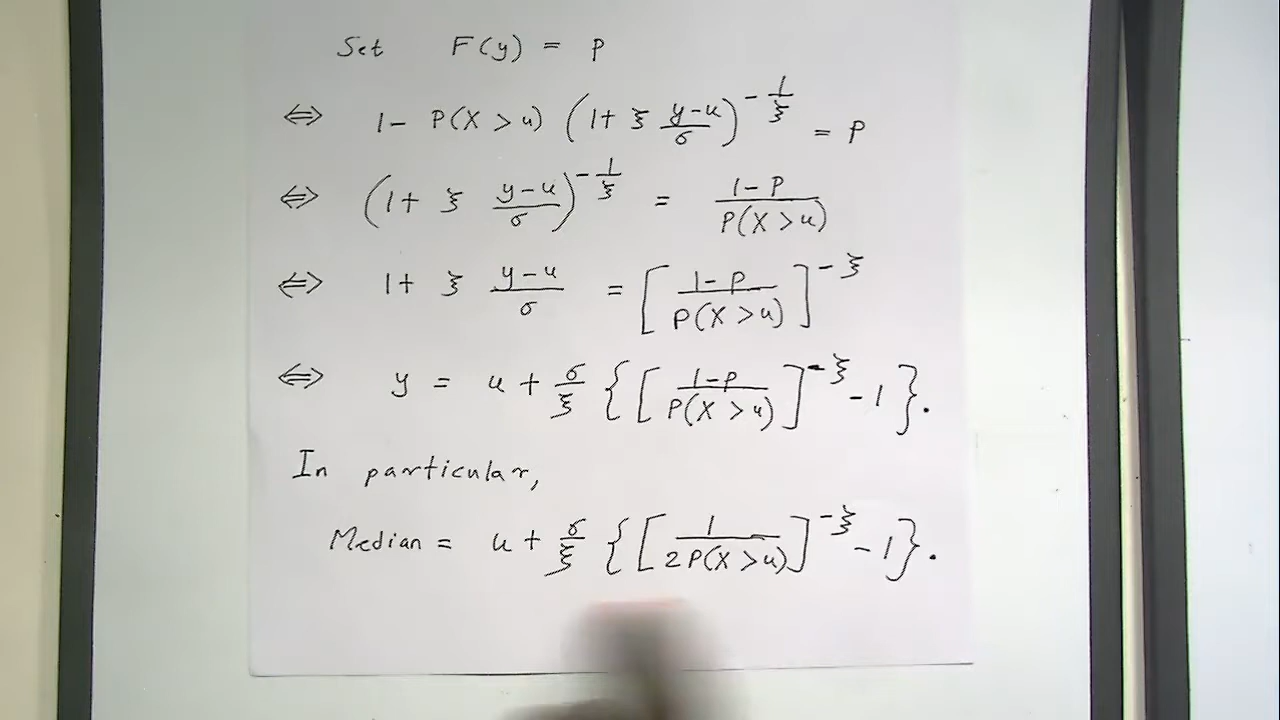 Set F(y) = p
⇔ 1 - P(X > u) (1 + ξ (y-u)/σ)^(-1/ξ) = p
⇔ (1 + ξ (y-u)/σ)^(-1/ξ) = (1-p)/P(X > u)
⇔ 1 + ξ (y-u)/σ = [(1-p)/P(X > u)]^(-ξ)
⇔ y = u + σ/ξ {[(1-p)/P(X > u)]^(-ξ) - 1}.
In particular,
Median = u + σ/ξ {[1/2P(X > u)]^(-ξ) - 1}.